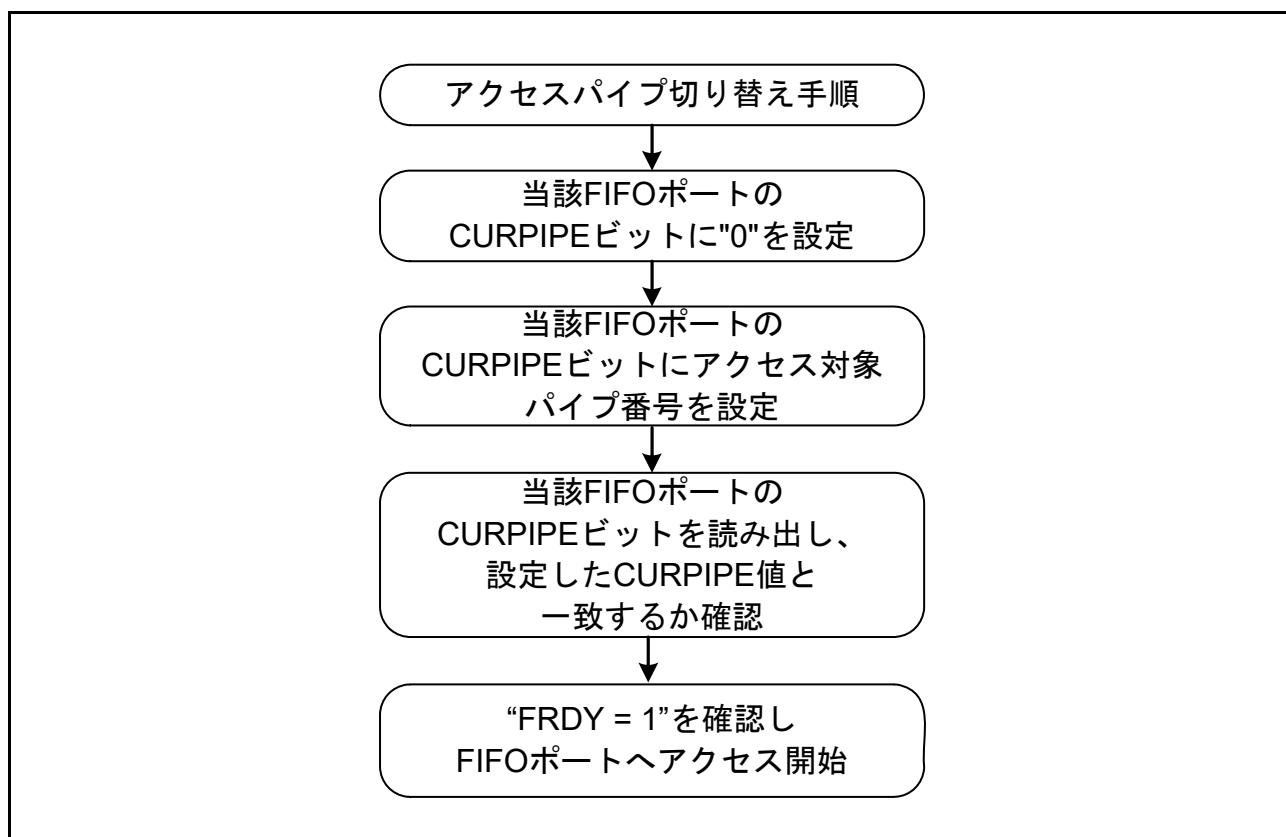 アクセスパイプ切り替え手順
当該FIFOポートの
CURPIPEビットに"0"を設定
当該FIFOポートの
CURPIPEビットにアクセス対象
パイプ番号を設定
当該FIFOポートの
CURPIPEビットを読み出し、
設定したCURPIPE値と
一致するか確認
“FRDY = 1”を確認し
FIFOポートへアクセス開始